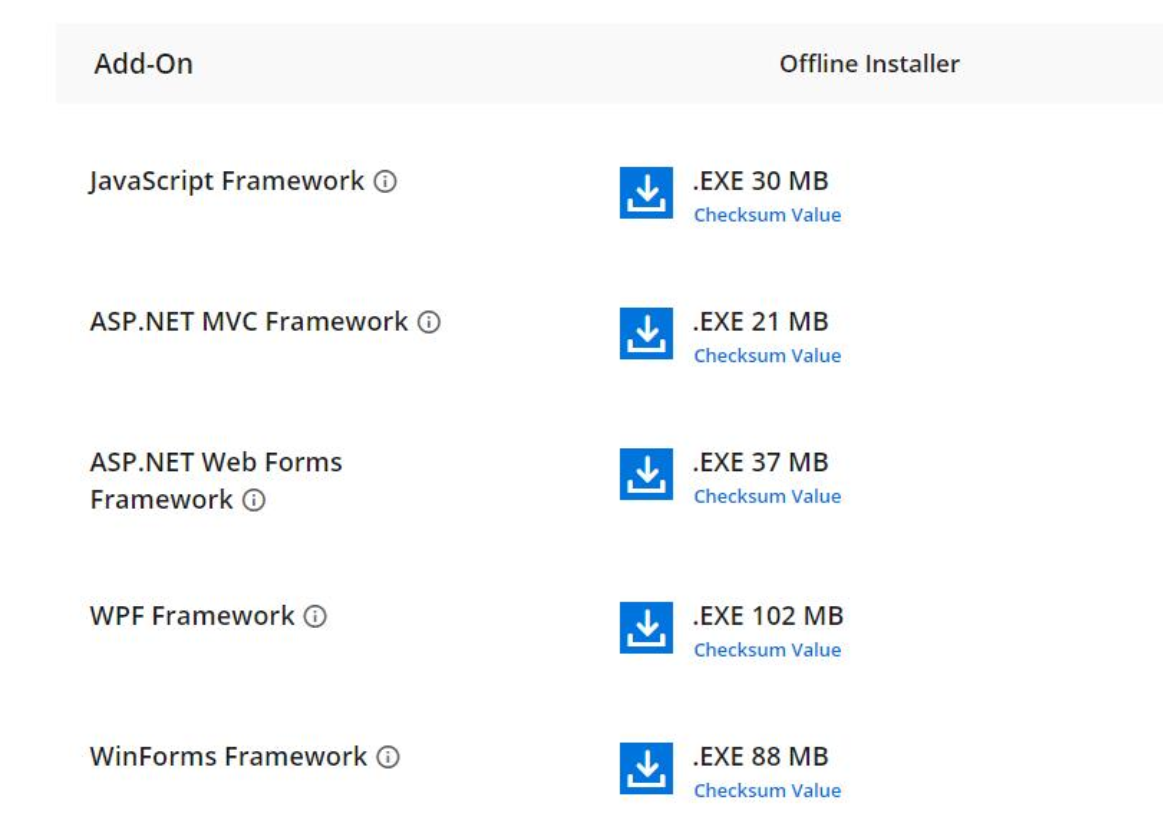 Add-On Offline Installer
JavaScript Framework .EXE 30 MB
Checksum Value
ASP.NET MVC Framework .EXE 21 MB
Checksum Value
ASP.NET Web Forms .EXE 37 MB
Framework Checksum Value
WPF Framework .EXE 102 MB
Checksum Value
WinForms Framework .EXE 88 MB
Checksum Value